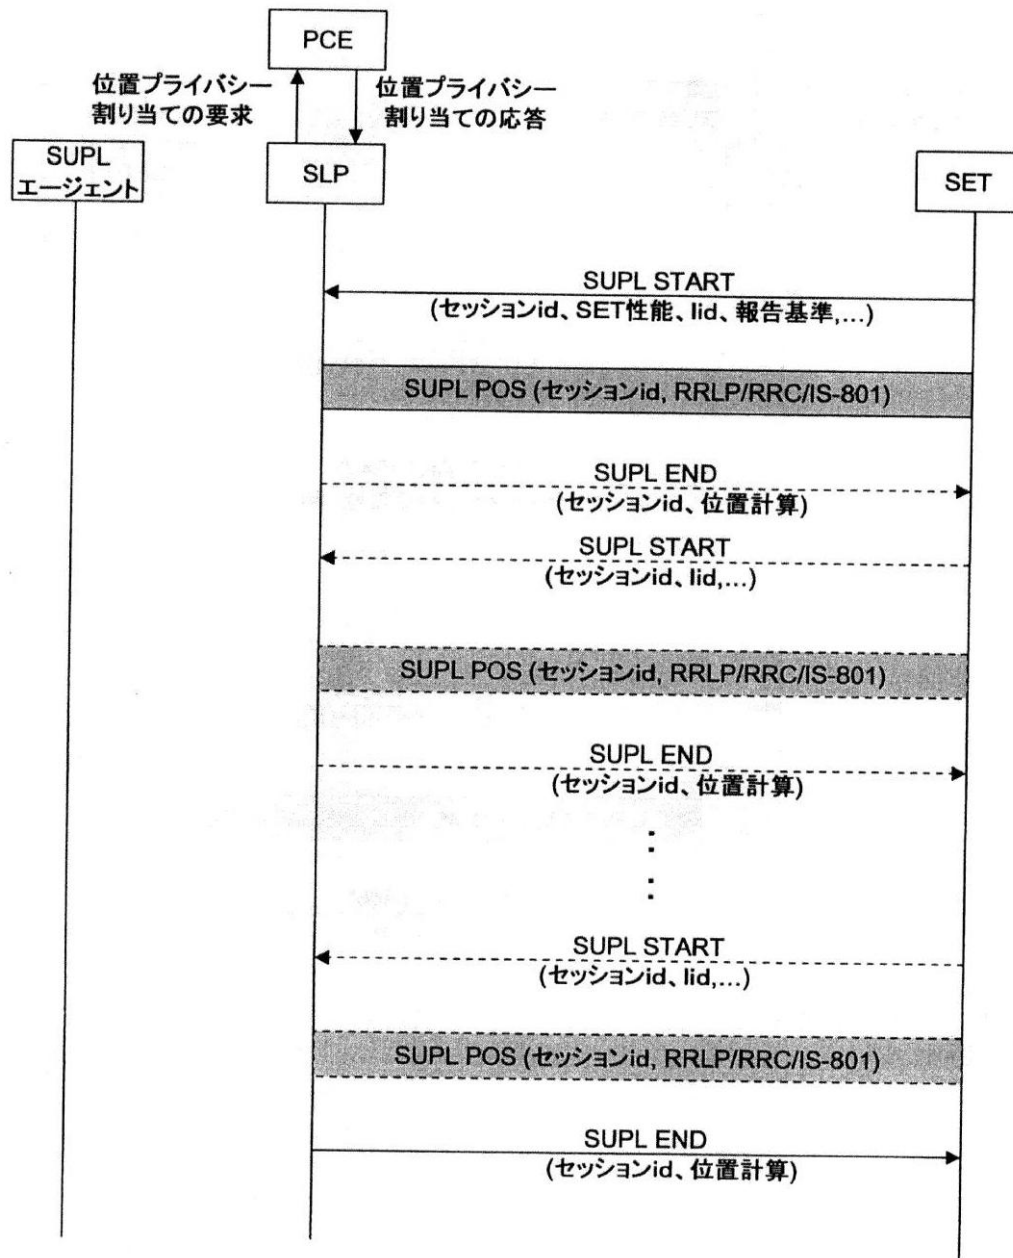 PCE
位置プライバシー
割り当ての要求
位置プライバシー
割り当ての応答
SUPL
エージェント
SLP
SET
SUPL START
(セッションid、SET性能、lid、報告基準,...)
SUPL POS (セッションid, RRLP/RRC/IS-801)
SUPL END
(セッションid、位置計算)
SUPL START
(セッションid、lid,...)
SUPL POS (セッションid, RRLP/RRC/IS-801)
SUPL END
(セッションid、位置計算)
SUPL START
(セッションid、lid,...)
SUPL POS (セッションid, RRLP/RRC/IS-801)
SUPL END
(セッションid、位置計算)